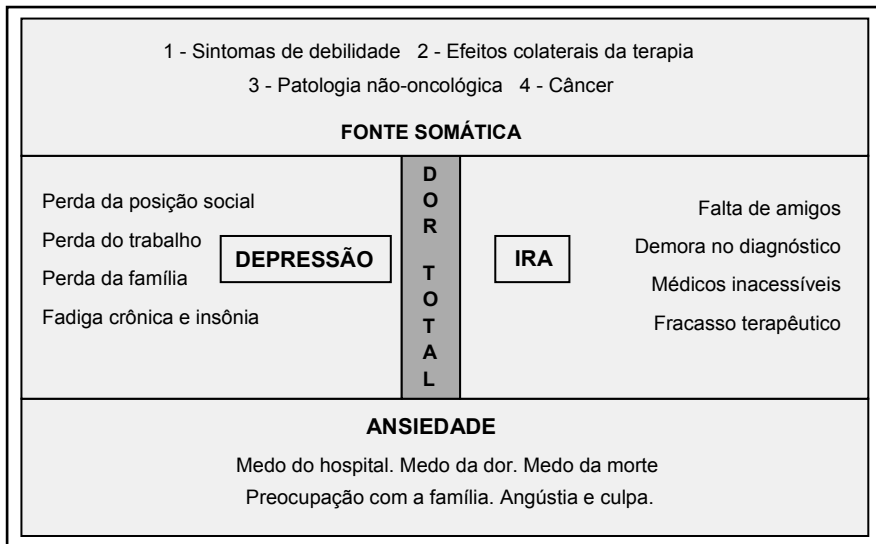 1 - Sintomas de debilidade 2 - Efeitos colaterais da terapia
3 - Patologia não-oncológica 4 - Câncer
FONTE SOMÁTICA
Perda da posição social
Perda do trabalho
Perda da família
Fadiga crônica e insônia
DEPRESSÃO
D
O
R
T
O
T
A
L
IRA
Falta de amigos
Demora no diagnóstico
Médicos inacessíveis
Fracasso terapêutico
ANSIEDADE
Medo do hospital. Medo da dor. Medo da morte
Preocupação com a família. Angústia e culpa.